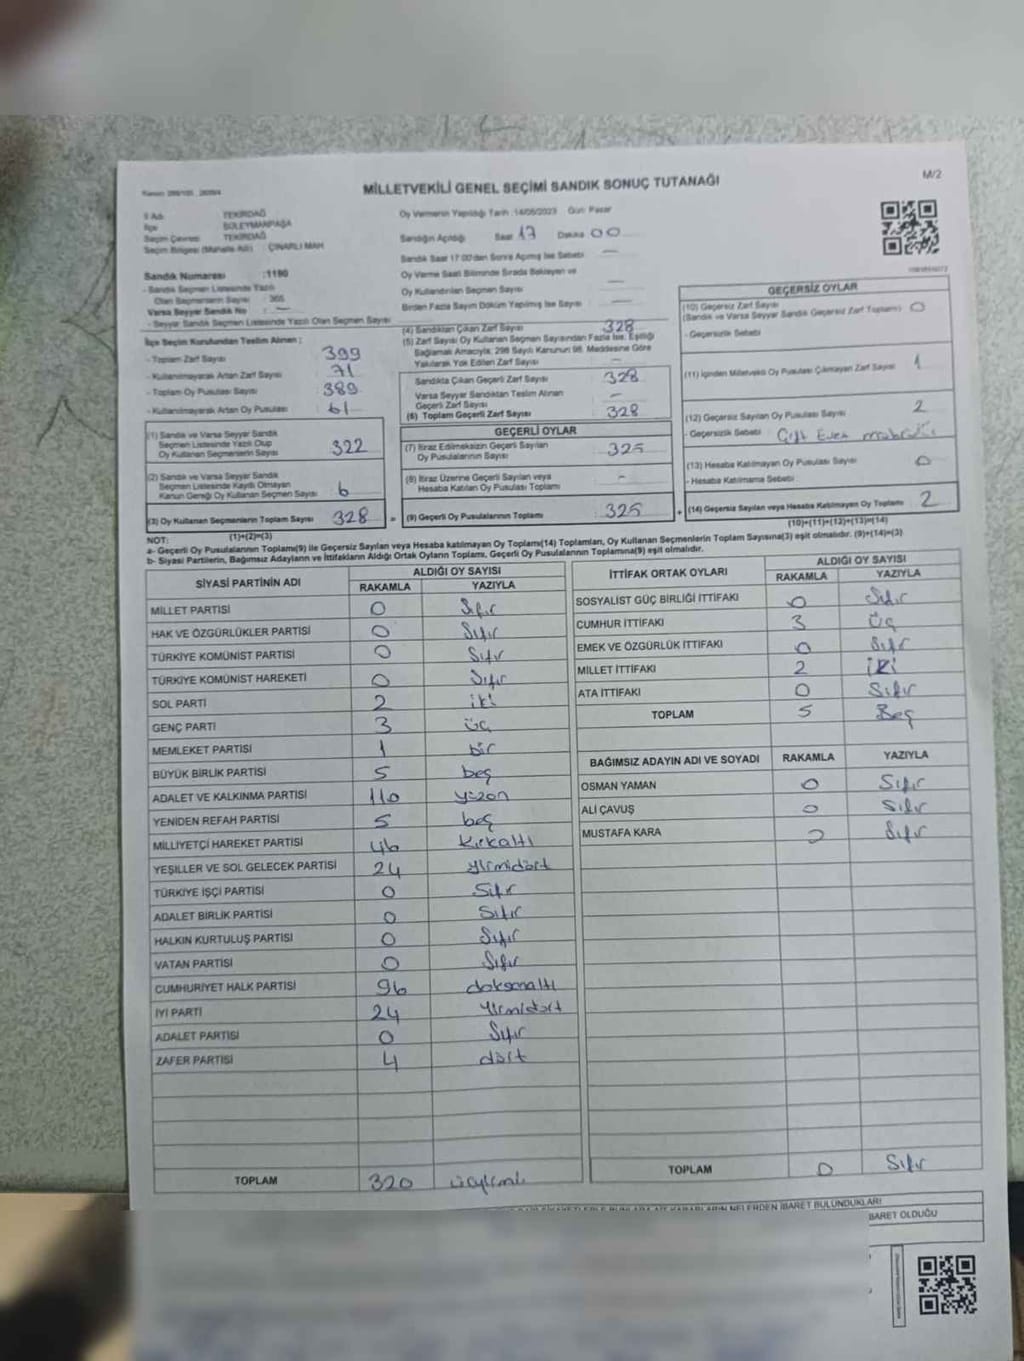 M/2
MİLLETVEKİLİ GENEL SEÇİMİ SANDIK SONUÇ TUTANAĞI
İl Adı TEKİRDAĞ
İlçe SÜLEYMANPAŞA
Seçim Çevresi TEKİRDAĞ
Seçim Bölgesi (Mahalle Adı) ÇINARLI MAH
Sandık Numarası :1190
- Sandık Seçmen Listesinde Yazılı
Olan Seçmenlerin Sayısı : 365
Varsa Seyyar Sandık No : —
- Seyyar Sandık Seçmen Listesinde Yazılı Olan Seçmen Sayısı
İlçe Seçim Kurulundan Teslim Alınan :
- Toplam Zarf Sayısı 399
- Kullanılmayarak Artan Zarf Sayısı 71
- Toplam Oy Pusulası Sayısı 389
- Kullanılmayarak Artan Oy Pusulası 61
(1) Sandık ve Varsa Seyyar Sandık
Seçmen Listesinde Yazılı Olup
Oy Kullanan Seçmenlerin Sayısı 322
(2) Sandık ve Varsa Seyyar Sandık
Seçmen Listesinde Kayıtlı Olmayan
Kanun Gereği Oy Kullanan Seçmen Sayısı 6
(3) Oy Kullanan Seçmenlerin Toplam Sayısı 328
(1)+(2)=(3)
Oy Vermenin Yapıldığı Tarih :14/05/2023 Gün: Pazar
Sandığın Açıldığı Saat 17 Dakika 00
Sandık Saat 17:00'den Sonra Açılmış İse Sebebi —
Oy Verme Saati Bitiminde Sırada Bekleyen ve
Oy Kullandırılan Seçmen Sayısı —
Birden Fazla Sayım Döküm Yapılmış İse Sayısı —
(4) Sandıktan Çıkan Zarf Sayısı 328
(5) Zarf Sayısı Oy Kullanan Seçmen Sayısından Fazla İse, Eşitliği
Sağlamak Amacıyla, 298 Sayılı Kanunun 98. Maddesine Göre
Yakılarak Yok Edilen Zarf Sayısı —
Sandıkta Çıkan Geçerli Zarf Sayısı 328
Varsa Seyyar Sandıktan Teslim Alınan
Geçerli Zarf Sayısı —
(6) Toplam Geçerli Zarf Sayısı 328
GEÇERLİ OYLAR
(7) İtiraz Edilmeksizin Geçerli Sayılan
Oy Pusulalarının Sayısı 325
(8) İtiraz Üzerine Geçerli Sayılan veya
Hesaba Katılan Oy Pusulası Toplamı -
= (9) Geçerli Oy Pusulalarının Toplamı 325
GEÇERSİZ OYLAR
(10) Geçersiz Zarf Sayısı
(Sandık ve Varsa Seyyar Sandık Geçersiz Zarf Toplamı) 0
- Geçersizlik Sebebi
(11) İçinden Milletvekili Oy Pusulası Çıkmayan Zarf Sayısı 1
(12) Geçersiz Sayılan Oy Pusulası Sayısı 2
- Geçersizlik Sebebi Çift Evet
(13) Hesaba Katılmayan Oy Pusulası Sayısı 0
- Hesaba Katılmama Sebebi
+ (14) Geçersiz Sayılan veya Hesaba Katılmayan Oy Toplamı 2
(10)+(11)+(12)+(13)=(14)
NOT:
a- Geçerli Oy Pusulalarının Toplamı(9) ile Geçersiz Sayılan veya Hesaba katılmayan Oy Toplamı(14) Toplamları, Oy Kullanan Seçmenlerin Toplam Sayısına(3) eşit olmalıdır. (9)+(14)=(3)
b- Siyasi Partilerin, Bağımsız Adayların ve İttifakların Aldığı Ortak Oyların Toplamı, Geçerli Oy Pusulalarının Toplamına(9) eşit olmalıdır.
SİYASİ PARTİNİN ADI ALDIĞI OY SAYISI
RAKAMLA YAZIYLA
MİLLET PARTİSİ 0 Sıfır
HAK VE ÖZGÜRLÜKLER PARTİSİ 0 Sıfır
TÜRKİYE KOMÜNİST PARTİSİ 0 Sıfır
TÜRKİYE KOMÜNİST HAREKETİ 0 Sıfır
SOL PARTİ 2 iki
GENÇ PARTİ 3 üç
MEMLEKET PARTİSİ 1 bir
BÜYÜK BİRLİK PARTİSİ 5 beş
ADALET VE KALKINMA PARTİSİ 110 yüzon
YENİDEN REFAH PARTİSİ 5 beş
MİLLİYETÇİ HAREKET PARTİSİ 46 kırkaltı
YEŞİLLER VE SOL GELECEK PARTİSİ 24 yirmidört
TÜRKİYE İŞÇİ PARTİSİ 0 Sıfır
ADALET BİRLİK PARTİSİ 0 Sıfır
HALKIN KURTULUŞ PARTİSİ 0 Sıfır
VATAN PARTİSİ 0 Sıfır
CUMHURİYET HALK PARTİSİ 96 doksanaltı
İYİ PARTİ 24 yirmidört
ADALET PARTİSİ 0 Sıfır
ZAFER PARTİSİ 4 dört
TOPLAM 320 üçyüzyirmi
İTTİFAK ORTAK OYLARI ALDIĞI OY SAYISI
RAKAMLA YAZIYLA
SOSYALİST GÜÇ BİRLİĞİ İTTİFAKI 0 Sıfır
CUMHUR İTTİFAKI 3 Üç
EMEK VE ÖZGÜRLÜK İTTİFAKI 0 Sıfır
MİLLET İTTİFAKI 2 iki
ATA İTTİFAKI 0 Sıfır
TOPLAM 5 Beş
BAĞIMSIZ ADAYIN ADI VE SOYADI RAKAMLA YAZIYLA
OSMAN YAMAN 0 Sıfır
ALİ ÇAVUŞ 0 Sıfır
MUSTAFA KARA 0 Sıfır
TOPLAM 0 Sıfır
NELERDEN İBARET BULUNDUKLARI
İBARET OLDUĞU